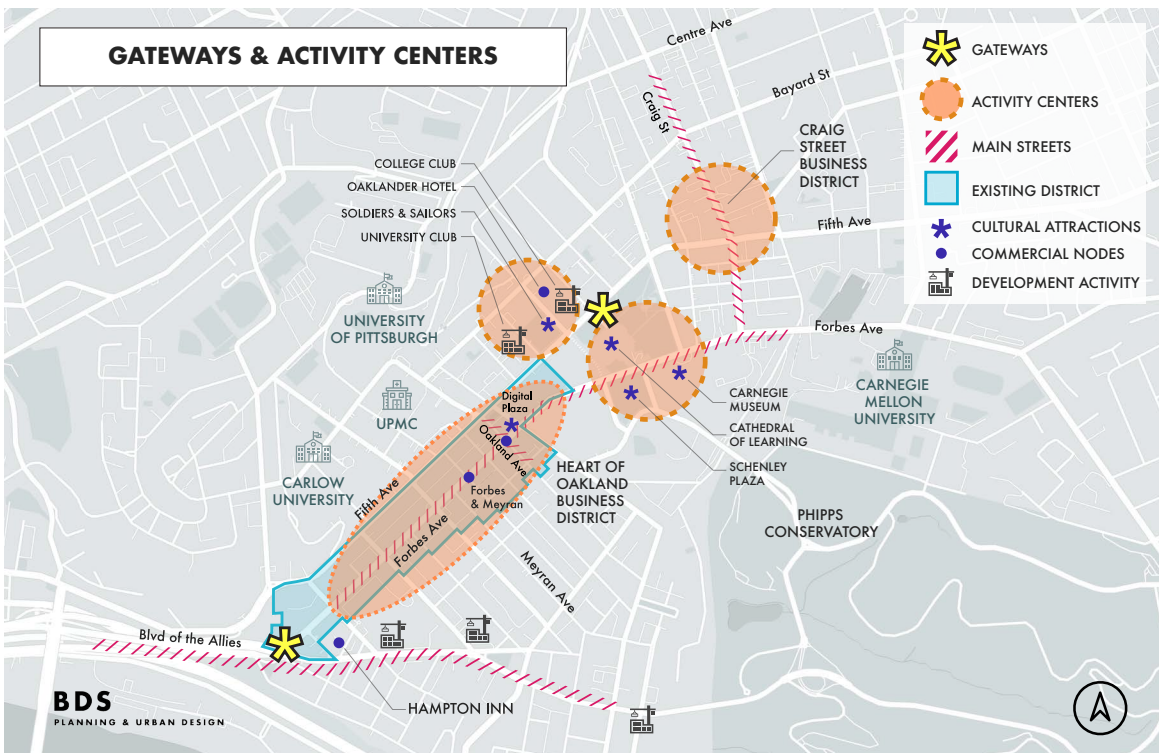 GATEWAYS & ACTIVITY CENTERS
Centre Ave
Bayard St
Craig St
CRAIG
STREET
BUSINESS
DISTRICT
Fifth Ave
GATEWAYS
ACTIVITY CENTERS
MAIN STREETS
EXISTING DISTRICT
CULTURAL ATTRACTIONS
COMMERCIAL NODES
DEVELOPMENT ACTIVITY
COLLEGE CLUB
OAKLANDER HOTEL
SOLDIERS & SAILORS
UNIVERSITY CLUB
UNIVERSITY
OF PITTSBURGH
UPMC
CARLOW
UNIVERSITY
Forbes Ave
CARNEGIE
MELLON
UNIVERSITY
CARNEGIE
MUSEUM
CATHEDRAL
OF LEARNING
SCHENLEY
PLAZA
Digital
Plaza
Oakland Ave
Forbes
& Meyran
Fifth Ave
Forbes Ave
HEART OF
OAKLAND
BUSINESS
DISTRICT
PHIPPS
CONSERVATORY
Meyran Ave
Blvd of the Allies
HAMPTON INN
BDS
PLANNING & URBAN DESIGN